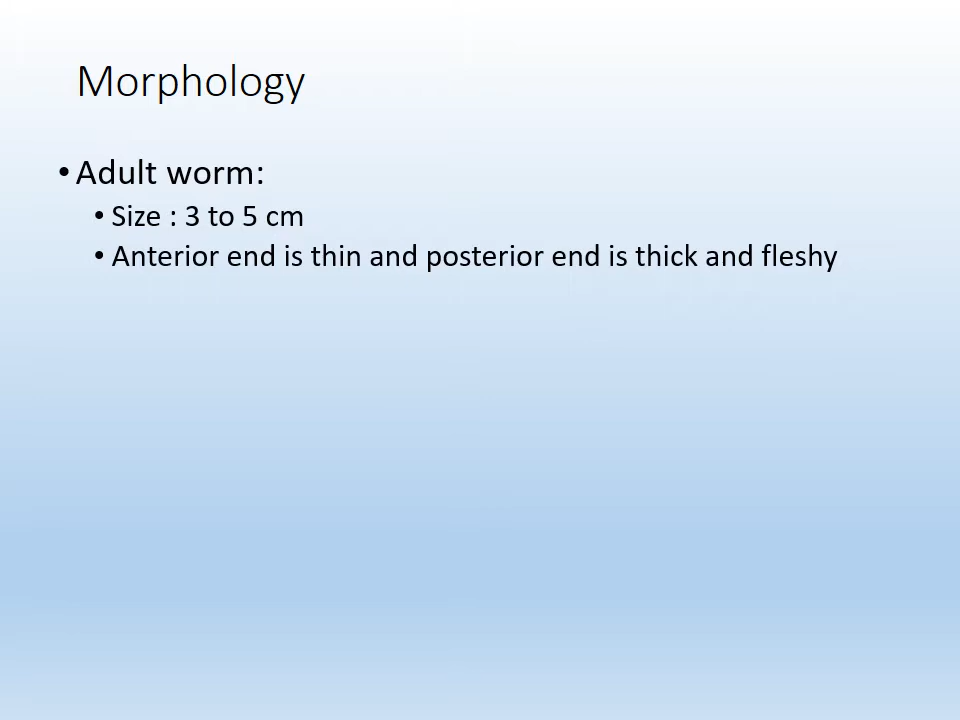 Morphology
• Adult worm:
• Size : 3 to 5 cm
• Anterior end is thin and posterior end is thick and fleshy